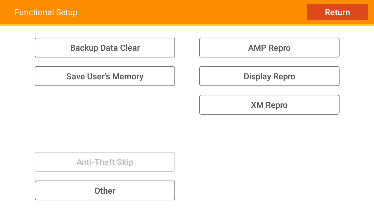 Functional Setup
Return
Backup Data Clear
AMP Repro
Save User's Memory
Display Repro
XM Repro
Anti-Theft Skip
Other